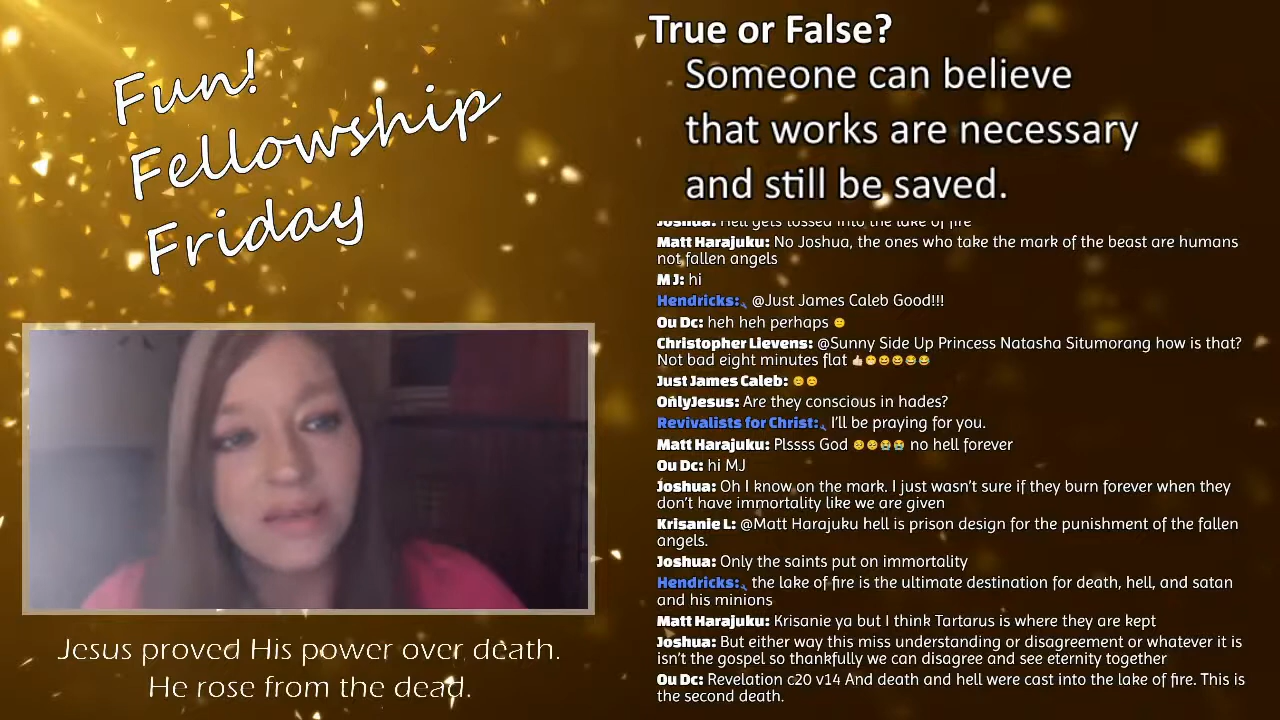 Fun!
Fellowship
Friday
Jesus proved His power over death.
He rose from the dead.
True or False?
Someone can believe
that works are necessary
and still be saved.
Joshua: Hell gets tossed into the lake of fire
Matt Harajuku: No Joshua, the ones who take the mark of the beast are humans
not fallen angels
M J: hi
Hendricks: @Just James Caleb Good!!!
Ou Dc: heh heh perhaps 😊
Christopher Lievens: @Sunny Side Up Princess Natasha Situmorang how is that?
Not bad eight minutes flat 👍😁😄😄😂😂
Just James Caleb: 😊😊
OnlyJesus: Are they conscious in hades?
Revivalists for Christ: I'll be praying for you.
Matt Harajuku: Plssss God 🥺🥺😭😭 no hell forever
Ou Dc: hi MJ
Joshua: Oh I know on the mark. I just wasn't sure if they burn forever when they
don't have immortality like we are given
Krisanie L: @Matt Harajuku hell is prison design for the punishment of the fallen
angels.
Joshua: Only the saints put on immortality
Hendricks: the lake of fire is the ultimate destination for death, hell, and satan
and his minions
Matt Harajuku: Krisanie ya but I think Tartarus is where they are kept
Joshua: But either way this miss understanding or disagreement or whatever it is
isn't the gospel so thankfully we can disagree and see eternity together
Ou Dc: Revelation c20 v14 And death and hell were cast into the lake of fire. This is
the second death.